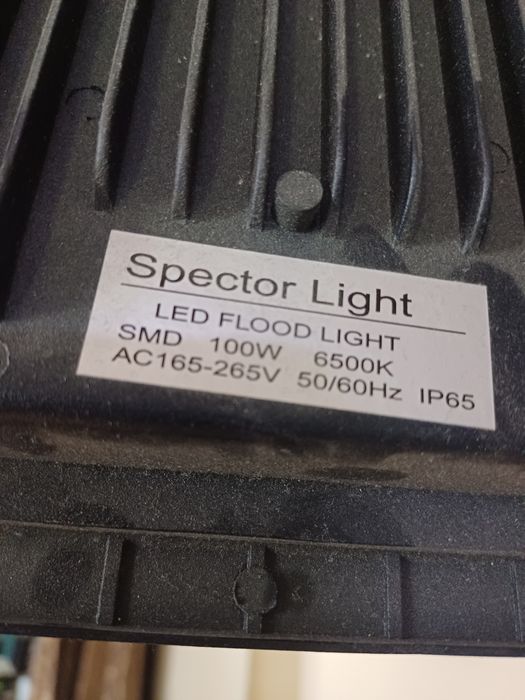 Spector Light
LED FLOOD LIGHT
SMD 100W 6500K
AC165-265V 50/60Hz IP65